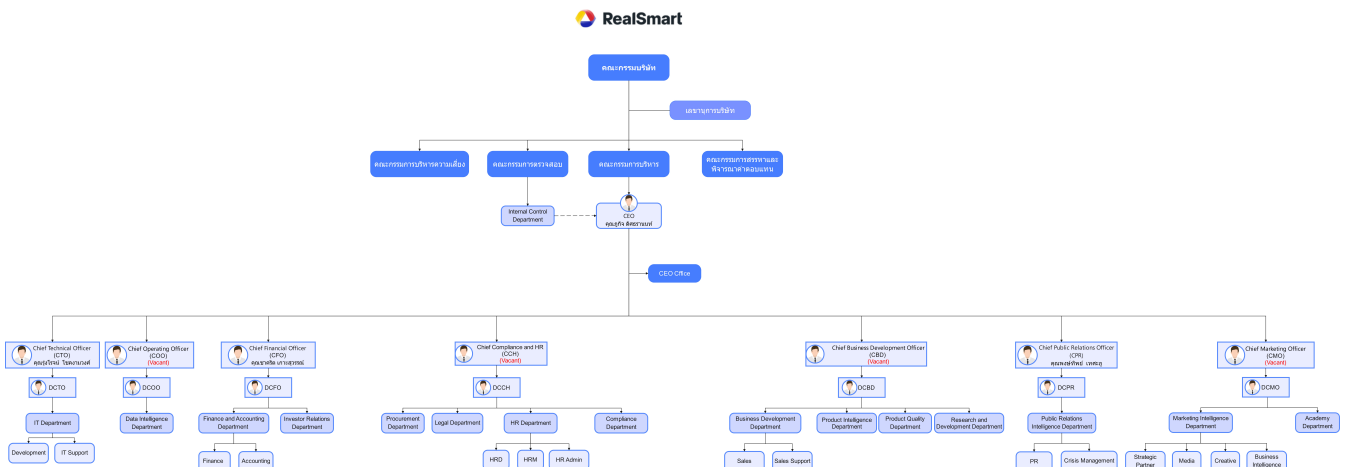 RealSmart
คณะกรรมบริษัท
เลขานุการบริษัท
คณะกรรมการบริหารความเสี่ยง
คณะกรรมการตรวจสอบ
คณะกรรมการบริหาร
คณะกรรมการสรรหาและ
พิจารณาค่าตอบแทน
Internal Control
Department
CEO
CEO Office
Chief Technical Officer
(CTO)
Chief Operating Officer
(COO)
(Vacant)
Chief Financial Officer
(CFO)
Chief Compliance and HR
(CCH)
(Vacant)
Chief Business Development Officer
(CBD)
(Vacant)
Chief Public Relations Officer
(CPR)
Chief Marketing Officer
(CMO)
(Vacant)
DCTO
DCOO
DCFO
DCCH
DCBD
DCPR
DCMO
IT Department
Data Intelligence
Department
Finance and Accounting
Department
Investor Relations
Department
Procurement
Department
Legal Department
HR Department
Compliance
Department
Business Development
Department
Product Intelligence
Department
Product Quality
Department
Research and
Development Department
Public Relations
Intelligence Department
Marketing Intelligence
Department
Academy
Department
Development
IT Support
Finance
Accounting
HRD
HRM
HR Admin
Sales
Sales Support
PR
Crisis Management
Strategic
Partner
Media
Creative
Business
Intelligence